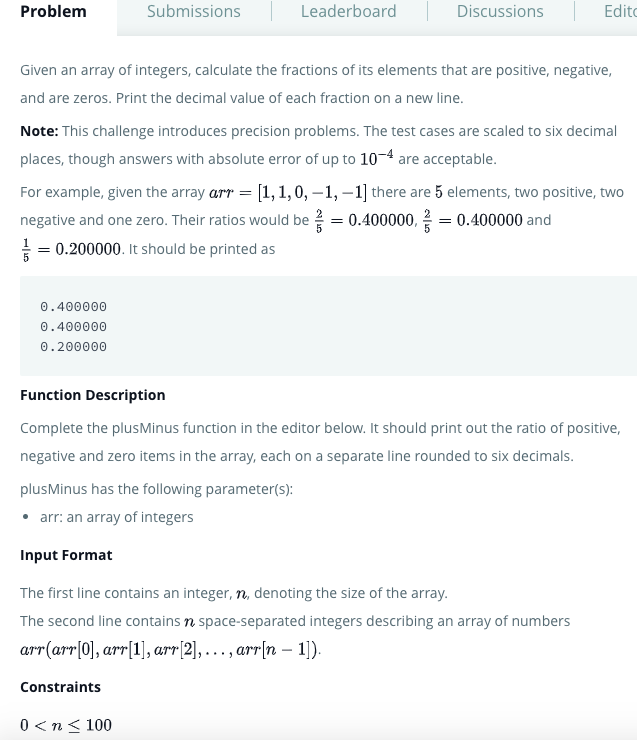 Problem Submissions Leaderboard Discussions Edito
Given an array of integers, calculate the fractions of its elements that are positive, negative,
and are zeros. Print the decimal value of each fraction on a new line.
Note: This challenge introduces precision problems. The test cases are scaled to six decimal
places, though answers with absolute error of up to 10⁻⁴ are acceptable.
For example, given the array arr = [1, 1, 0, −1, −1] there are 5 elements, two positive, two
negative and one zero. Their ratios would be 2/5 = 0.400000, 2/5 = 0.400000 and
1/5 = 0.200000. It should be printed as
0.400000
0.400000
0.200000
Function Description
Complete the plusMinus function in the editor below. It should print out the ratio of positive,
negative and zero items in the array, each on a separate line rounded to six decimals.
plusMinus has the following parameter(s):
• arr: an array of integers
Input Format
The first line contains an integer, n, denoting the size of the array.
The second line contains n space-separated integers describing an array of numbers
arr(arr[0], arr[1], arr[2], . . . , arr[n − 1]).
Constraints
0 < n ≤ 100